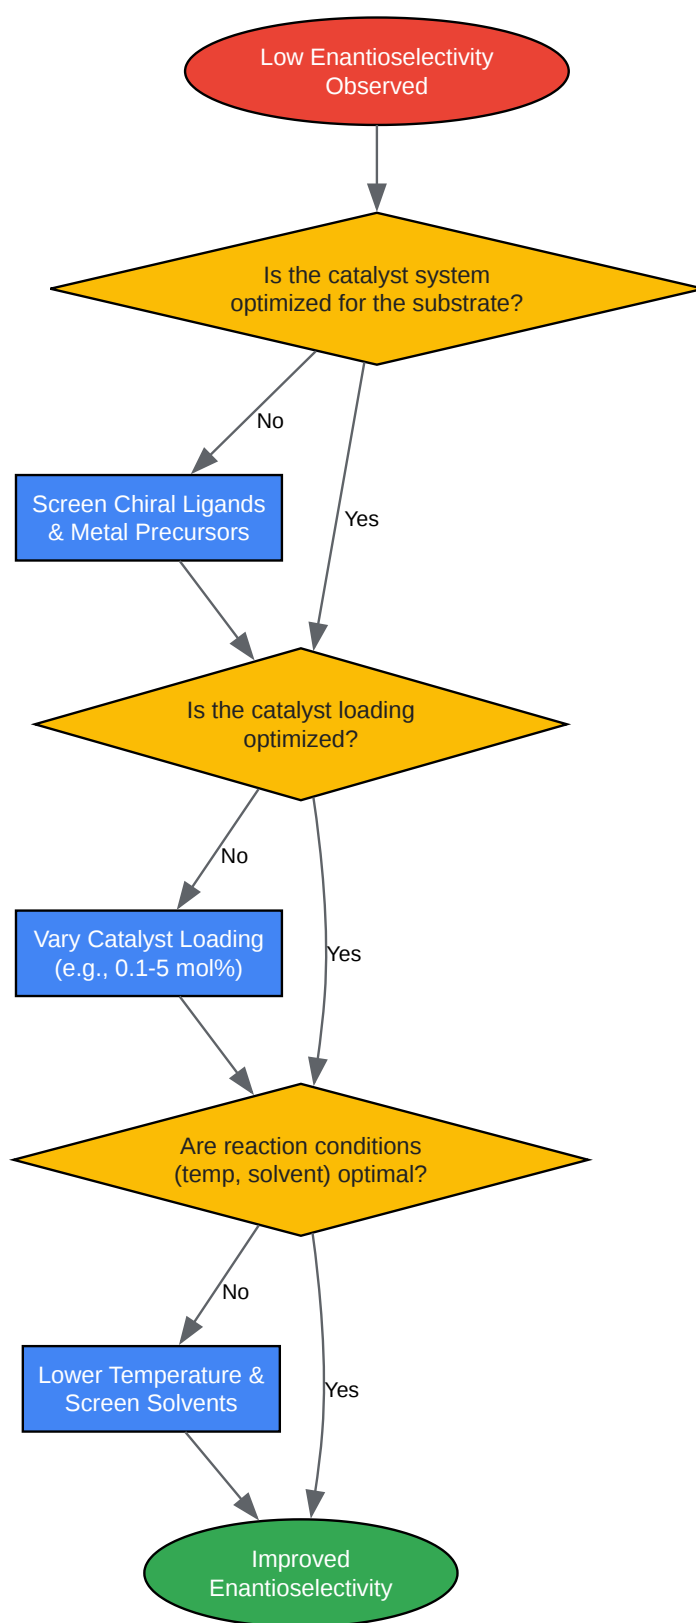 Low Enantioselectivity
Observed
Is the catalyst system
optimized for the substrate?
No
Screen Chiral Ligands
& Metal Precursors
Yes
Is the catalyst loading
optimized?
No
Vary Catalyst Loading
(e.g., 0.1-5 mol%)
Yes
Are reaction conditions
(temp, solvent) optimal?
No
Lower Temperature &
Screen Solvents
Yes
Improved
Enantioselectivity